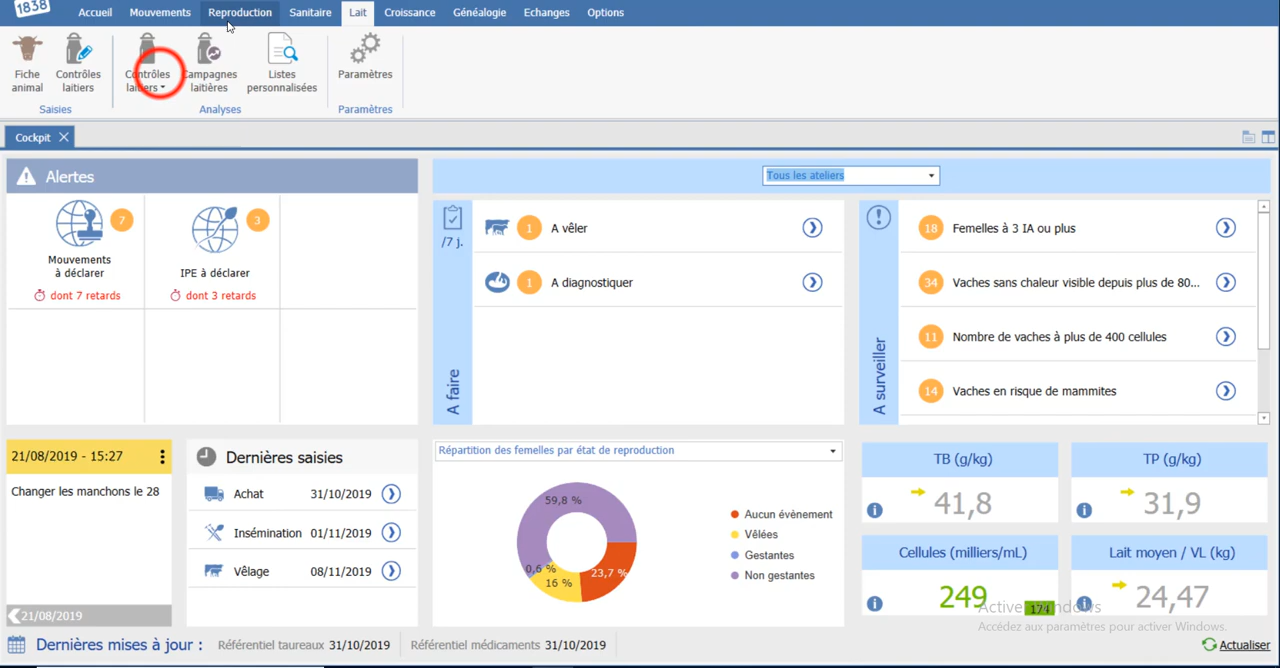 1838
Accueil Mouvements Reproduction Sanitaire Lait Croissance Généalogie Echanges Options
Fiche animal
Contrôles laitiers
Contrôles laitiers
Campagnes laitières
Listes personnalisées
Paramètres
Saisies Analyses Paramètres
Cockpit
Alertes
7
Mouvements
à déclarer
dont 7 retards
3
IPE à déclarer
dont 3 retards
Tous les ateliers
/7 j.
A faire
1 A vêler
1 A diagnostiquer
A surveiller
18 Femelles à 3 IA ou plus
34 Vaches sans chaleur visible depuis plus de 80...
11 Nombre de vaches à plus de 400 cellules
14 Vaches en risque de mammites
21/08/2019 - 15:27
Changer les manchons le 28
21/08/2019
Dernières saisies
Achat 31/10/2019
Insémination 01/11/2019
Vêlage 08/11/2019
Répartition des femelles par état de reproduction
59,8 %
0,6 %
16 %
23,7 %
Aucun évènement
Vêlées
Gestantes
Non gestantes
TB (g/kg)
41,8
TP (g/kg)
31,9
Cellules (milliers/mL)
249
174
Lait moyen / VL (kg)
24,47
Accédez aux paramètres pour activer Windows.
Dernières mises à jour : Référentiel taureaux 31/10/2019 Référentiel médicaments 31/10/2019 Actualiser